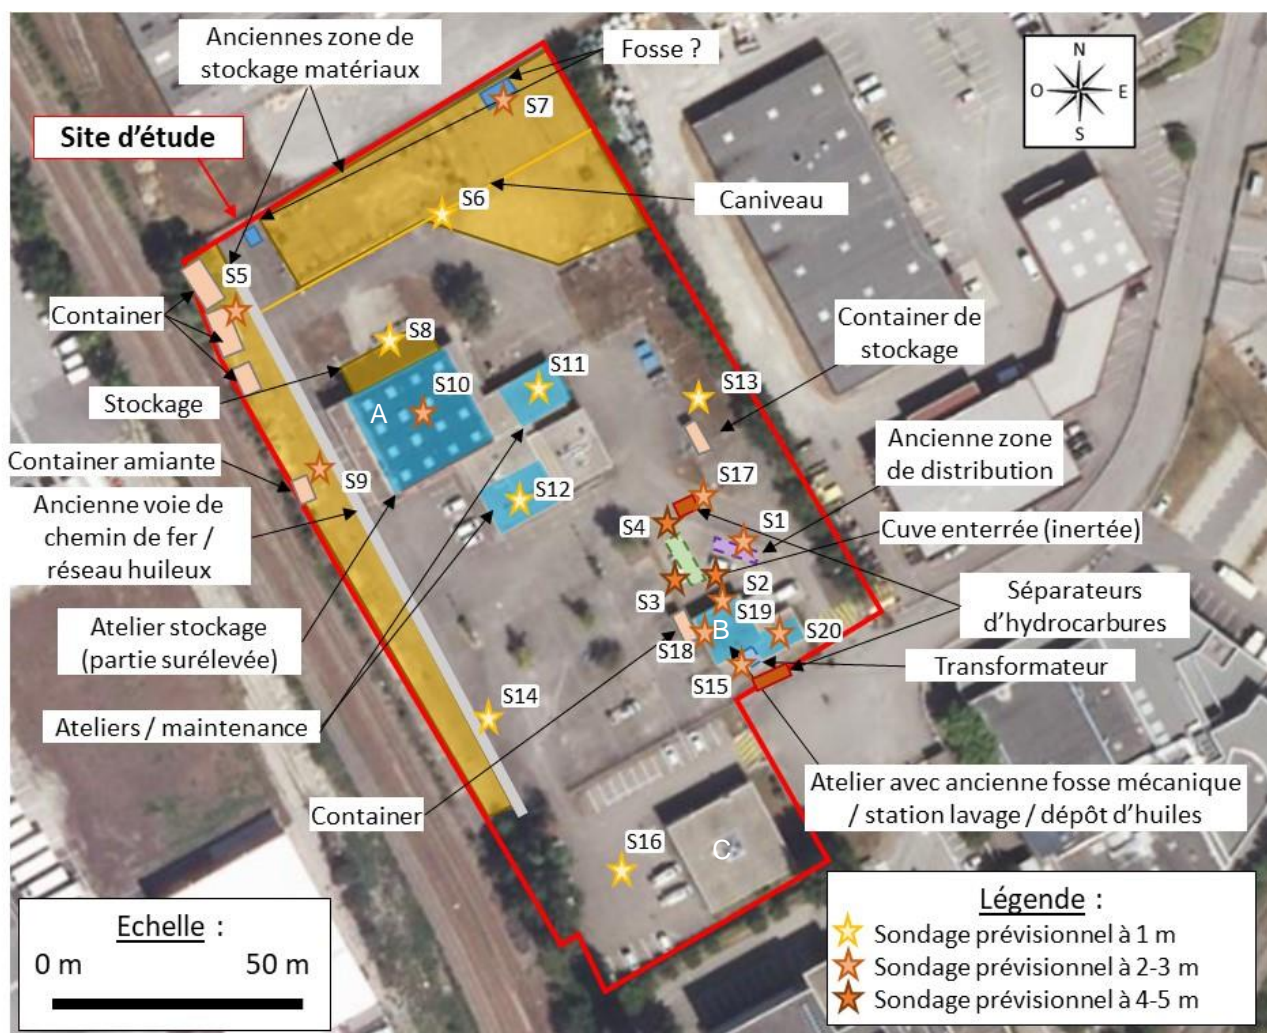 Anciennes zone de
stockage matériaux
Fosse ?
N
O
E
S
Site d'étude
S7
S6
Caniveau
S5
Container
S8
Container de
stockage
S11
S10
A
S13
Stockage
Ancienne zone
de distribution
Container amiante
S9
S12
S17
Ancienne voie de
chemin de fer /
réseau huileux
S4
S1
Cuve enterrée (inertée)
S2
S3
S19
Séparateurs
d'hydrocarbures
Atelier stockage
(partie surélevée)
B
S20
S18
Transformateur
S15
S14
Ateliers / maintenance
Container
Atelier avec ancienne fosse mécanique
/ station lavage / dépôt d'huiles
S16
C
Echelle :
0 m
50 m
Légende :
Sondage prévisionnel à 1 m
Sondage prévisionnel à 2-3 m
Sondage prévisionnel à 4-5 m